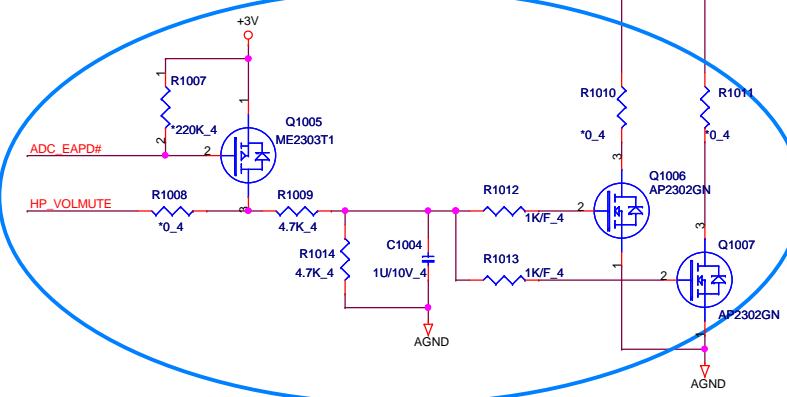 +3V
1
R1007
*220K_4
2
1
Q1005
ME2303T1
ADC_EAPD#
2
3
HP_VOLMUTE
R1008
*0_4
R1009
4.7K_4
R1014
4.7K_4
C1004
1U/10V_4
AGND
R1012
1K/F_4
2
R1013
1K/F_4
2
R1010
*0_4
3
Q1006
AP2302GN
1
R1011
*0_4
3
Q1007
AP2302GN
1
AGND